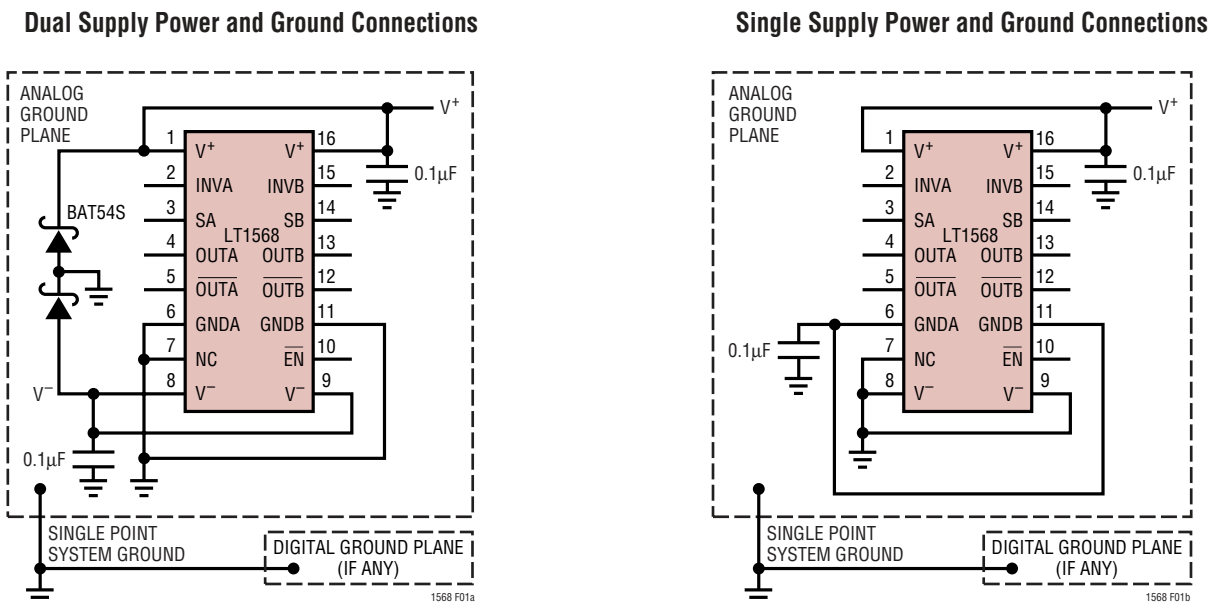 Dual Supply Power and Ground Connections
ANALOG
GROUND
PLANE
V+
1
V+
V+
16
2
INVA
INVB
15
0.1µF
BAT54S
3
SA
SB
14
LT1568
4
OUTA
OUTB
13
5
OUTA
OUTB
12
6
GNDA
GNDB
11
7
NC
EN
10
V–
8
V–
V–
9
0.1µF
SINGLE POINT
SYSTEM GROUND
DIGITAL GROUND PLANE
(IF ANY)
1568 F01a
Single Supply Power and Ground Connections
ANALOG
GROUND
PLANE
V+
1
V+
V+
16
2
INVA
INVB
15
0.1µF
3
SA
SB
14
LT1568
4
OUTA
OUTB
13
5
OUTA
OUTB
12
6
GNDA
GNDB
11
0.1µF
7
NC
EN
10
8
V–
V–
9
SINGLE POINT
SYSTEM GROUND
DIGITAL GROUND PLANE
(IF ANY)
1568 F01b